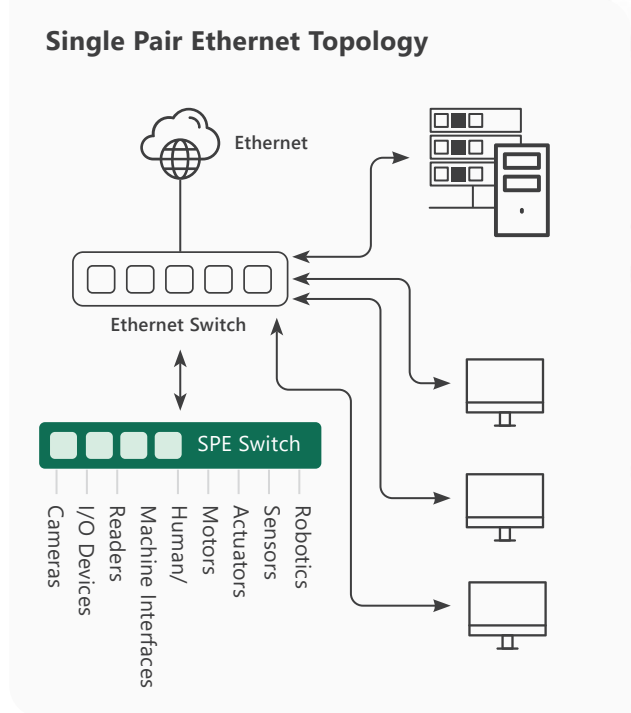 Single Pair Ethernet Topology
Ethernet
Ethernet Switch
SPE Switch
Cameras
I/O Devices
Readers
Machine Interfaces
Human/
Motors
Actuators
Sensors
Robotics